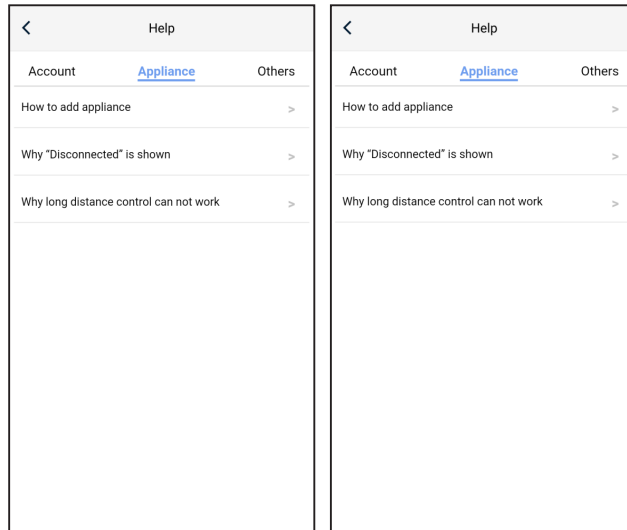 Help
Account Appliance Others
How to add appliance >
Why “Disconnected” is shown >
Why long distance control can not work >
Help
Account Appliance Others
How to add appliance >
Why “Disconnected” is shown >
Why long distance control can not work >